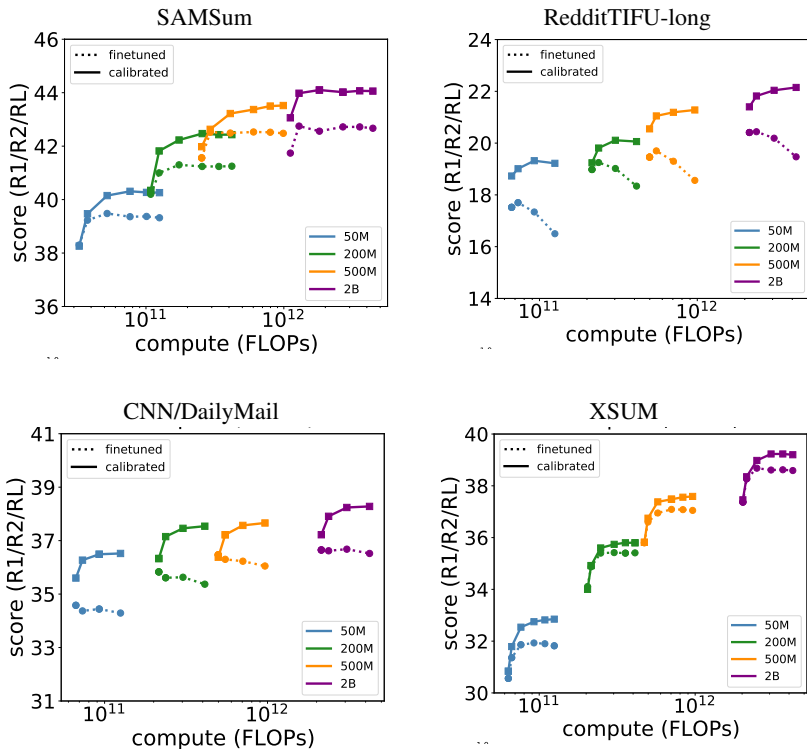 SAMSum
46
44
42
40
38
36
score (R1/R2/RL)
finetuned
calibrated
50M
200M
500M
2B
10^11
10^12
compute (FLOPs)
RedditTIFU-long
24
22
20
18
16
14
score (R1/R2/RL)
finetuned
calibrated
50M
200M
500M
2B
10^11
10^12
compute (FLOPs)
CNN/DailyMail
41
39
37
35
33
31
score (R1/R2/RL)
finetuned
calibrated
50M
200M
500M
2B
10^11
10^12
compute (FLOPs)
XSUM
40
38
36
34
32
30
score (R1/R2/RL)
finetuned
calibrated
50M
200M
500M
2B
10^11
10^12
compute (FLOPs)